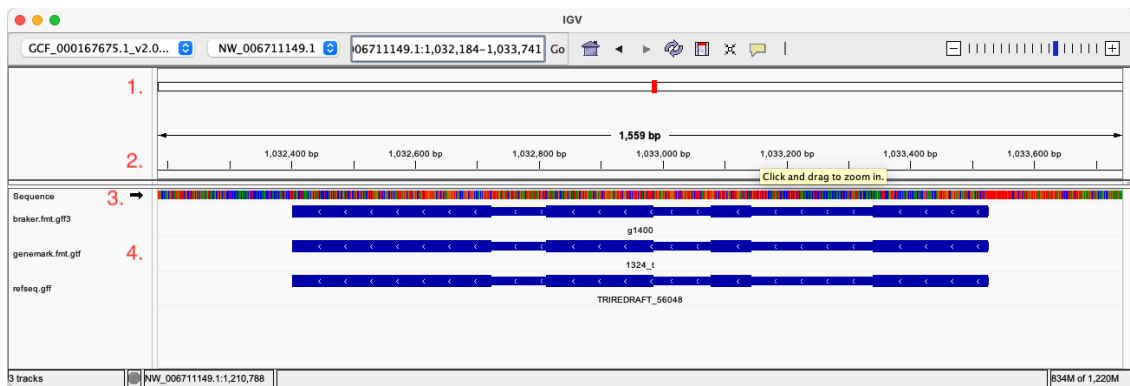 IGV
GCF_000167675.1_v2.0... NW_006711149.1 006711149.1:1,032,184-1,033,741 Go
1.
1,559 bp
2. 1,032,400 bp 1,032,600 bp 1,032,800 bp 1,033,000 bp 1,033,200 bp 1,033,400 bp 1,033,600 bp
Click and drag to zoom in.
Sequence 3.
braker.fmt.gff3
g1400
genemark.fmt.gtf 4.
1324_t
refseq.gff
TRIREDRAFT_56048
3 tracks NW_006711149.1:1,210,788 834M of 1,220M